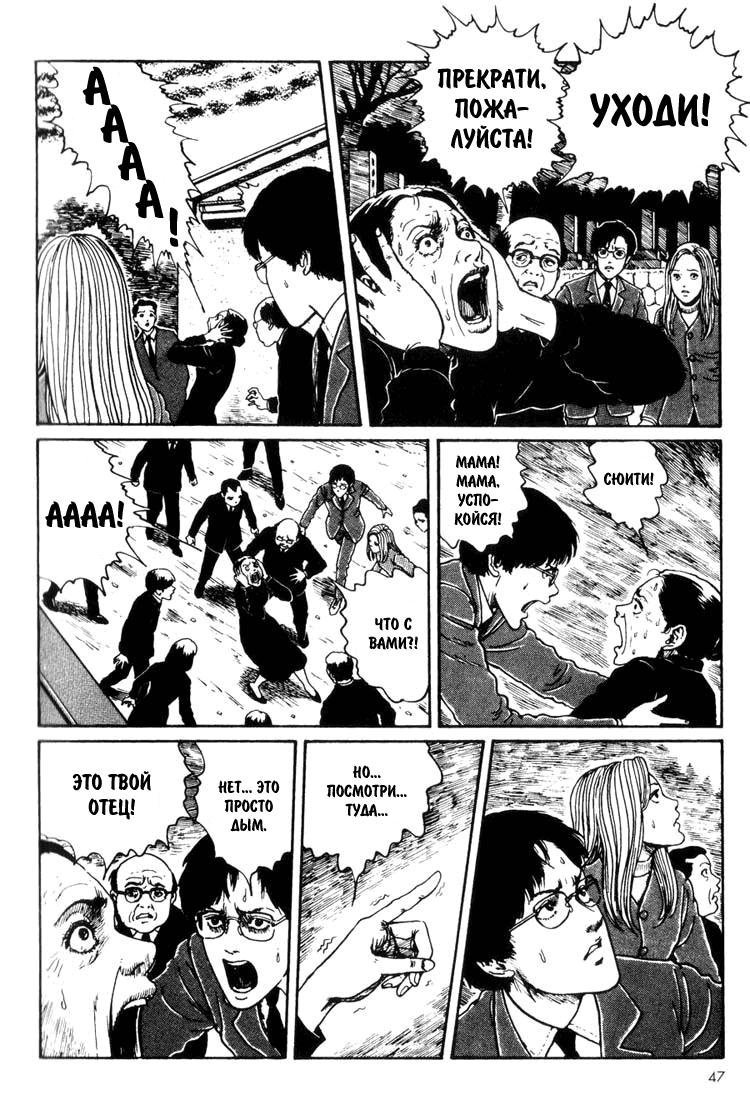 А
А
А
А
!
ПРЕКРАТИ,
ПОЖА-
ЛУЙСТА!
УХОДИ!
АААА!
ЧТО С
ВАМИ?!
МАМА!
МАМА,
УСПО-
КОЙСЯ!
СЮИТИ!
ЭТО ТВОЙ
ОТЕЦ!
НЕТ... ЭТО
ПРОСТО
ДЫМ.
НО...
ПОСМОТРИ...
ТУДА...
47